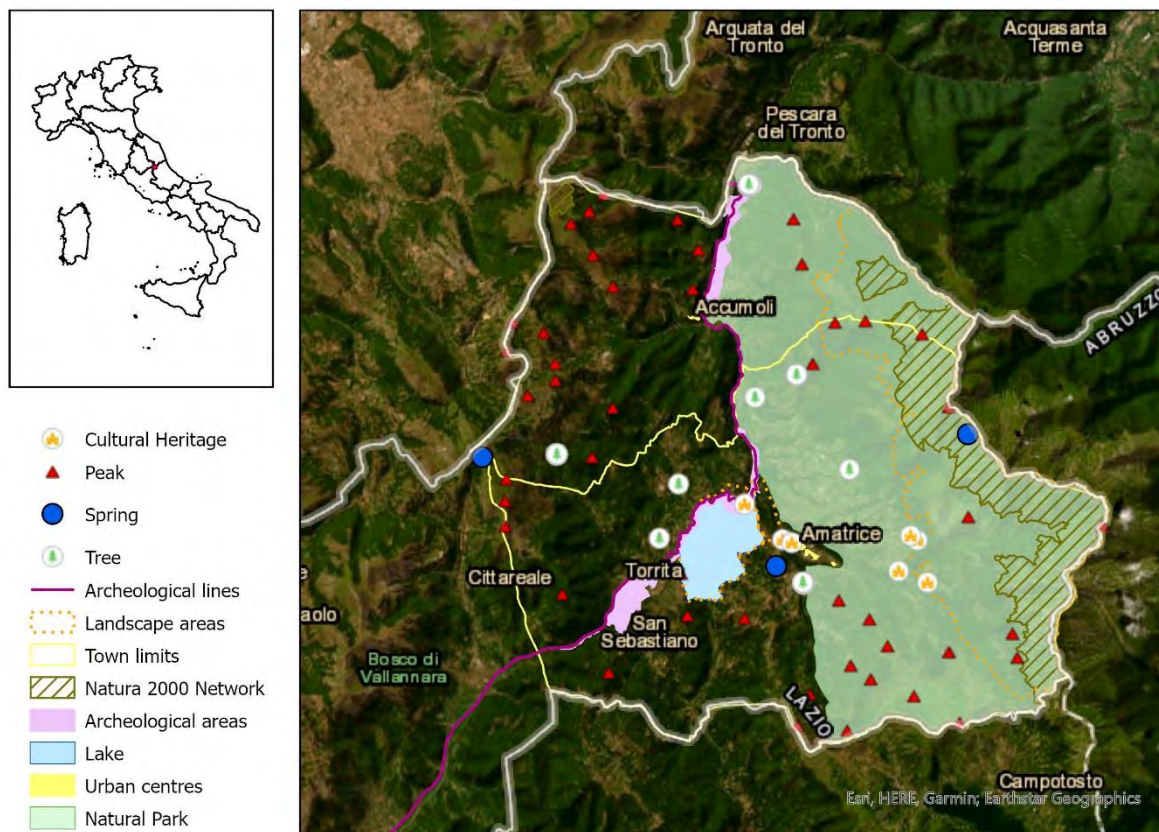 Cultural Heritage
Peak
Spring
Tree
Archeological lines
Landscape areas
Town limits
Natura 2000 Network
Archeological areas
Lake
Urban centres
Natural Park
Arquata del
Tronto
Acquasanta
Terme
Pescara
del Tronto
Accumoli
ABRUZZO
Amatrice
Cittareale
Torrita
e
aolo
San
Sebastiano
Bosco di
Vallannara
LAZIO
Campotosto
Esri, HERE, Garmin; Earthstar Geographics